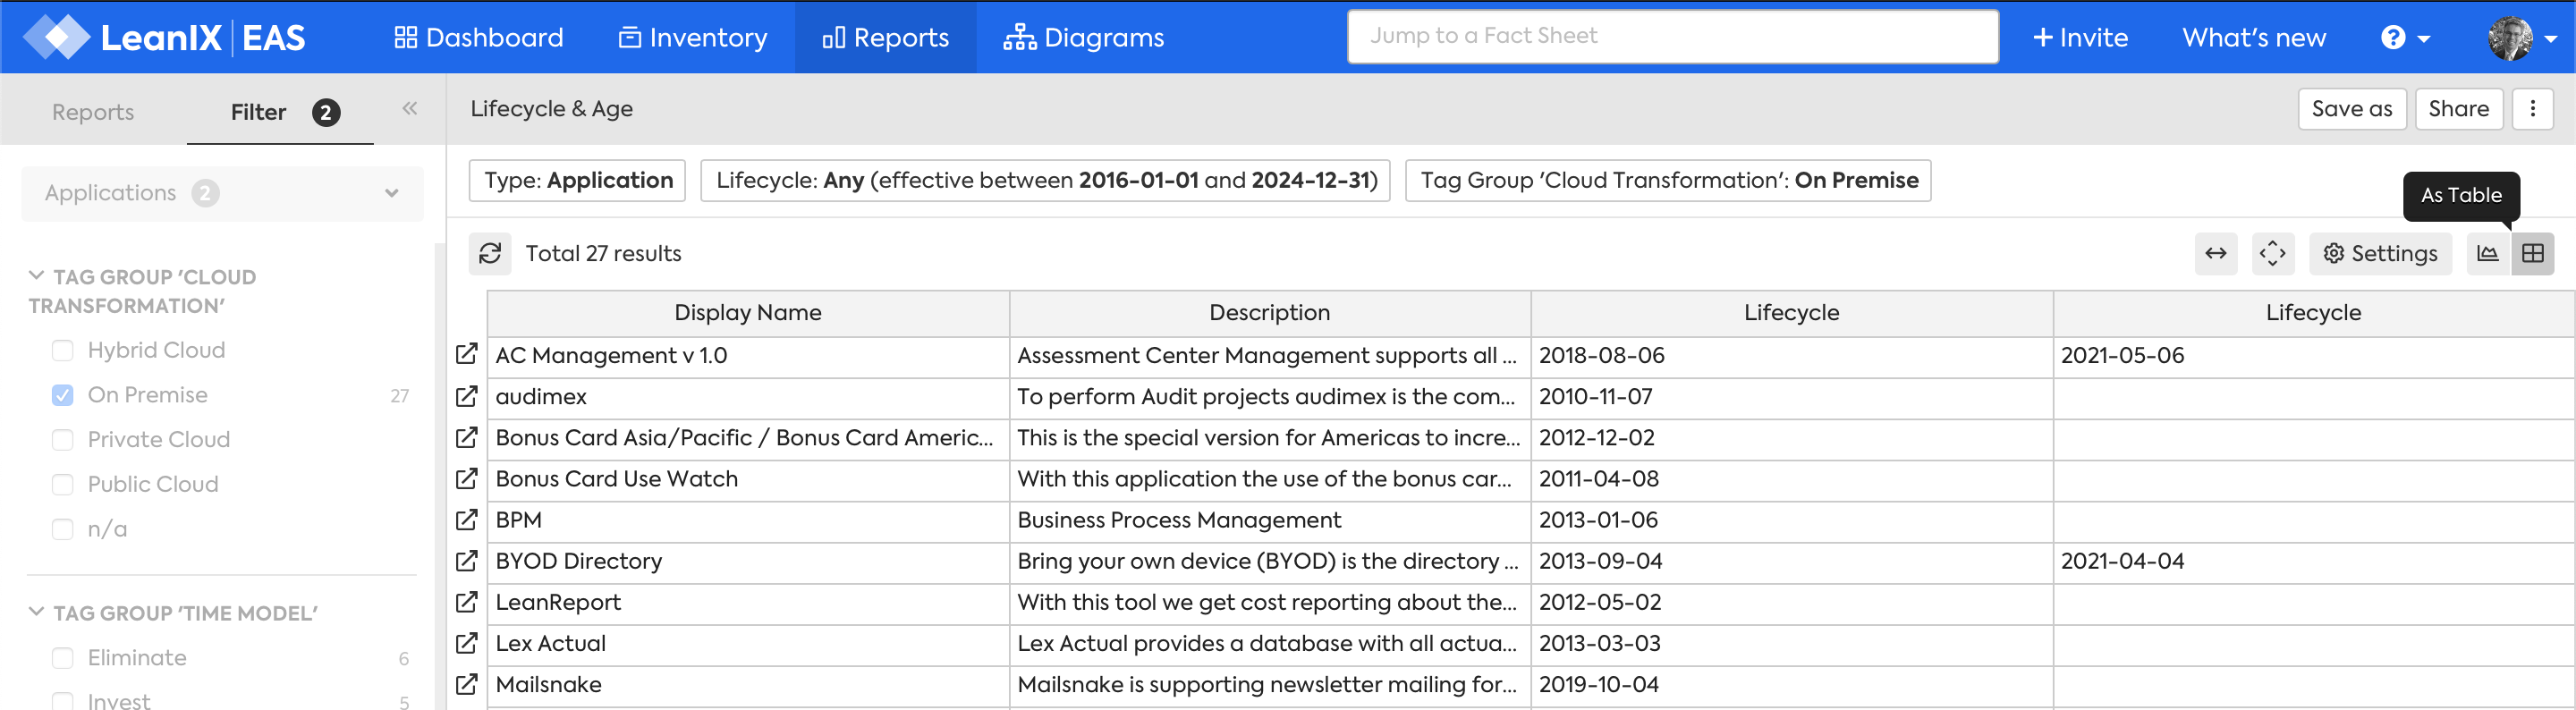 LeanIX EAS Dashboard Inventory Reports Diagrams Jump to a Fact Sheet + Invite What's new ?
Reports Filter 2 « Lifecycle & Age Save as Share
Applications 2 Type: Application Lifecycle: Any (effective between 2016-01-01 and 2024-12-31) Tag Group 'Cloud Transformation': On Premise
As Table
Total 27 results Settings
TAG GROUP 'CLOUD
TRANSFORMATION'
Hybrid Cloud
On Premise 27
Private Cloud
Public Cloud
n/a
TAG GROUP 'TIME MODEL'
Eliminate 6
Invest 5
Display Name Description Lifecycle Lifecycle
AC Management v 1.0 Assessment Center Management supports all ... 2018-08-06 2021-05-06
audimex To perform Audit projects audimex is the com... 2010-11-07
Bonus Card Asia/Pacific / Bonus Card Americ... This is the special version for Americas to incre... 2012-12-02
Bonus Card Use Watch With this application the use of the bonus car... 2011-04-08
BPM Business Process Management 2013-01-06
BYOD Directory Bring your own device (BYOD) is the directory ... 2013-09-04 2021-04-04
LeanReport With this tool we get cost reporting about the... 2012-05-02
Lex Actual Lex Actual provides a database with all actua... 2013-03-03
Mailsnake Mailsnake is supporting newsletter mailing for... 2019-10-04